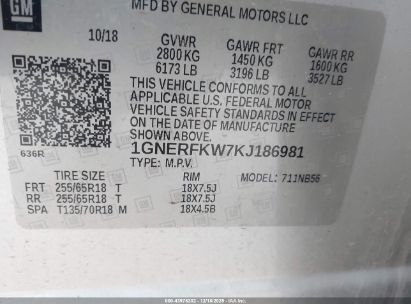 GM
MFD BY GENERAL MOTORS LLC
10/18 GVWR GAWR FRT GAWR RR
2800 KG 1450 KG 1600 KG
6173 LB 3196 LB 3527 LB
THIS VEHICLE CONFORMS TO ALL
APPLICABLE U.S. FEDERAL MOTOR
VEHICLE SAFETY STANDARDS IN
EFFECT ON THE DATE OF MANUFACTURE
SHOWN ABOVE.
636R
1GNERFKW7KJ186981
TYPE: M.P.V. MODEL: 711NB56
TIRE SIZE RIM
FRT 255/65R18 T 18X7.5J
RR 255/65R18 T 18X7.5J
SPA T135/70R18 M 18X4.5B